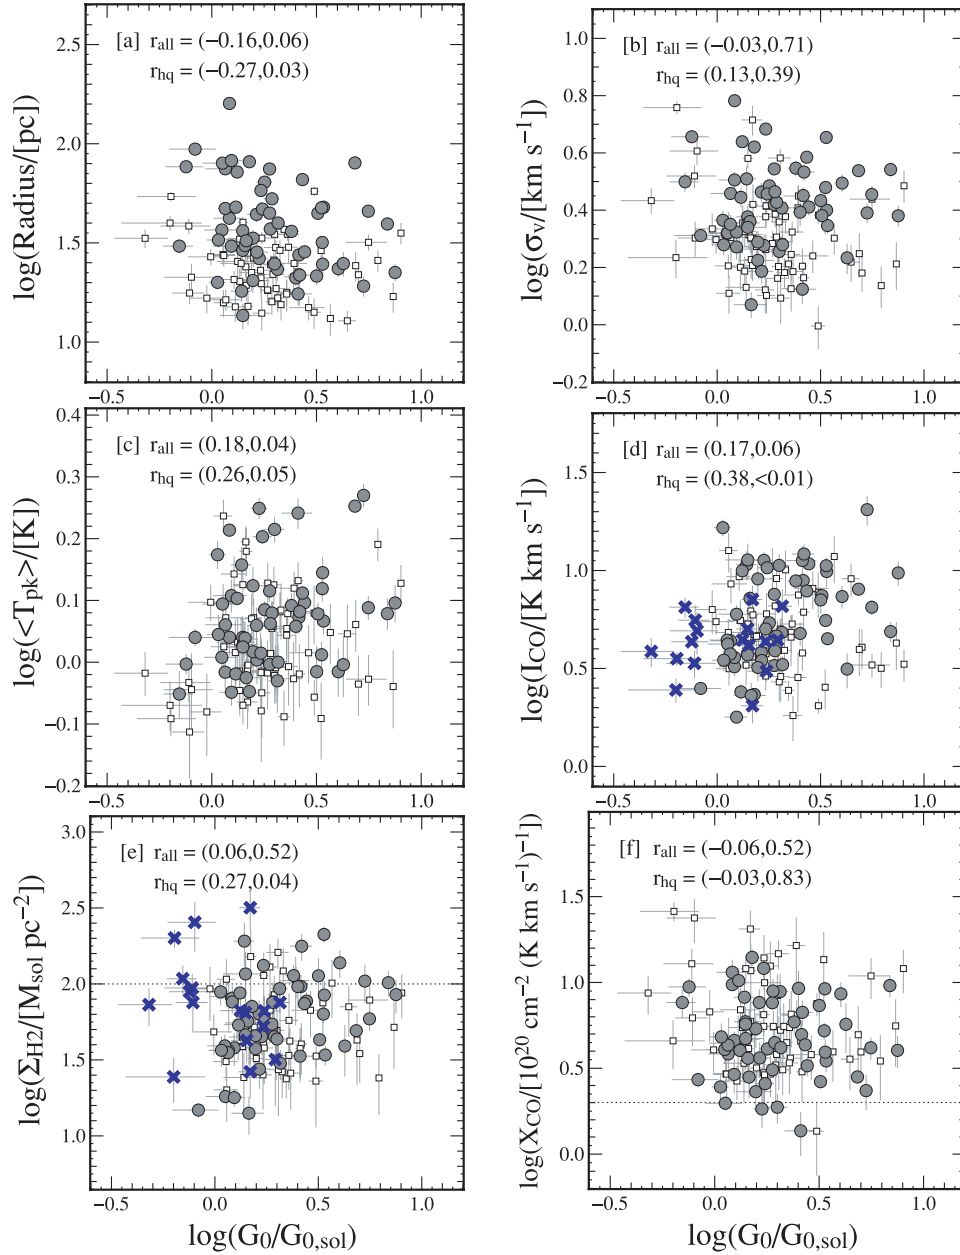 [a] r_all = (−0.16,0.06)
r_hq = (−0.27,0.03)
log(Radius/[pc])
2.5
2.0
1.5
1.0
−0.5 0.0 0.5 1.0
[b] r_all = (−0.03,0.71)
r_hq = (0.13,0.39)
log(σ_v/[km s⁻¹])
1.0
0.8
0.6
0.4
0.2
0.0
−0.2
−0.5 0.0 0.5 1.0
[c] r_all = (0.18,0.04)
r_hq = (0.26,0.05)
log(<T_pk>/[K])
0.4
0.3
0.2
0.1
0.0
−0.1
−0.2
−0.5 0.0 0.5 1.0
[d] r_all = (0.17,0.06)
r_hq = (0.38,<0.01)
log(I_CO/[K km s⁻¹])
1.5
1.0
0.5
0.0
−0.5 0.0 0.5 1.0
[e] r_all = (0.06,0.52)
r_hq = (0.27,0.04)
log(Σ_H2/[M_sol pc⁻²])
3.0
2.5
2.0
1.5
1.0
−0.5 0.0 0.5 1.0
log(G_0/G_0,sol)
[f] r_all = (−0.06,0.52)
r_hq = (−0.03,0.83)
log(X_CO/[10²⁰ cm⁻² (K km s⁻¹)⁻¹)
1.5
1.0
0.5
0.0
−0.5 0.0 0.5 1.0
log(G_0/G_0,sol)